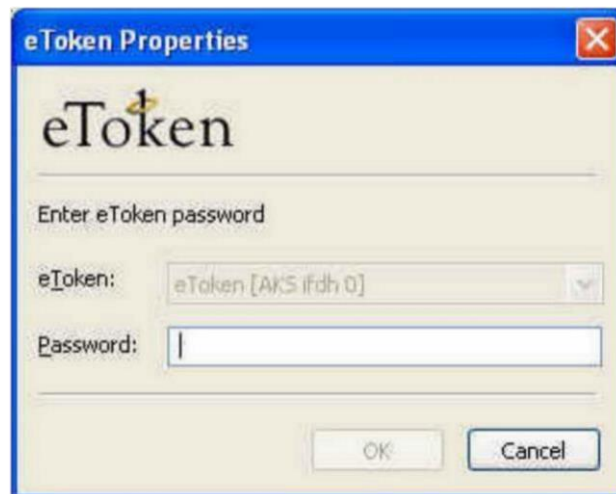 eToken Properties
eToken
Enter eToken password
eToken: eToken [AKS ifdh 0]
Password:
OK Cancel